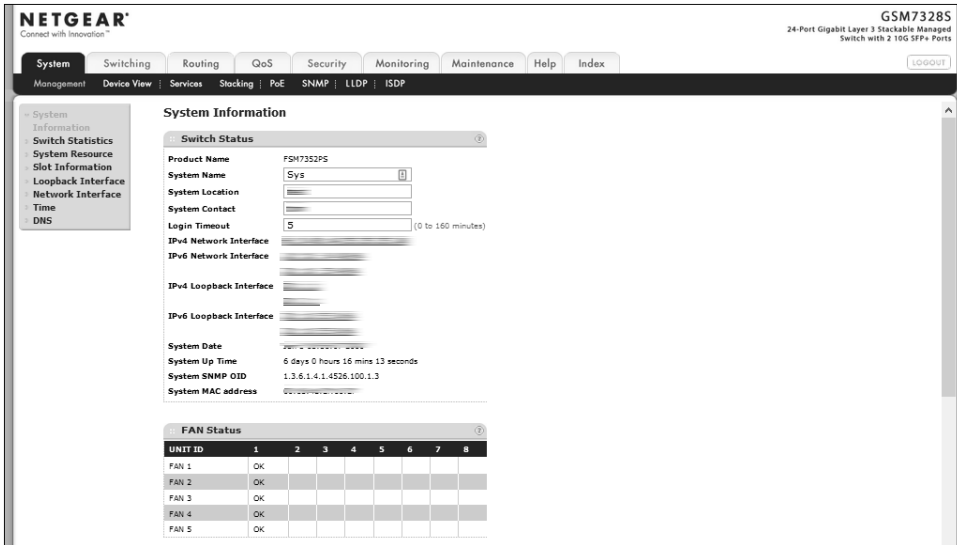 NETGEAR®
Connect with Innovation™
GSM7328S
24-Port Gigabit Layer 3 Stackable Managed
Switch with 2 10G SFP+ Ports
System Switching Routing QoS Security Monitoring Maintenance Help Index LOGOUT
Management Device View Services Stacking PoE SNMP LLDP ISDP
System
Information
Switch Statistics
System Resource
Slot Information
Loopback Interface
Network Interface
Time
DNS
System Information
Switch Status
Product Name FSM7352PS
System Name Sys
System Location
System Contact
Login Timeout 5 (0 to 160 minutes)
IPv4 Network Interface
IPv6 Network Interface
IPv4 Loopback Interface
IPv6 Loopback Interface
System Date
System Up Time 6 days 0 hours 16 mins 13 seconds
System SNMP OID 1.3.6.1.4.1.4526.100.1.3
System MAC address
FAN Status
UNIT ID 1 2 3 4 5 6 7 8
FAN 1 OK
FAN 2 OK
FAN 3 OK
FAN 4 OK
FAN 5 OK